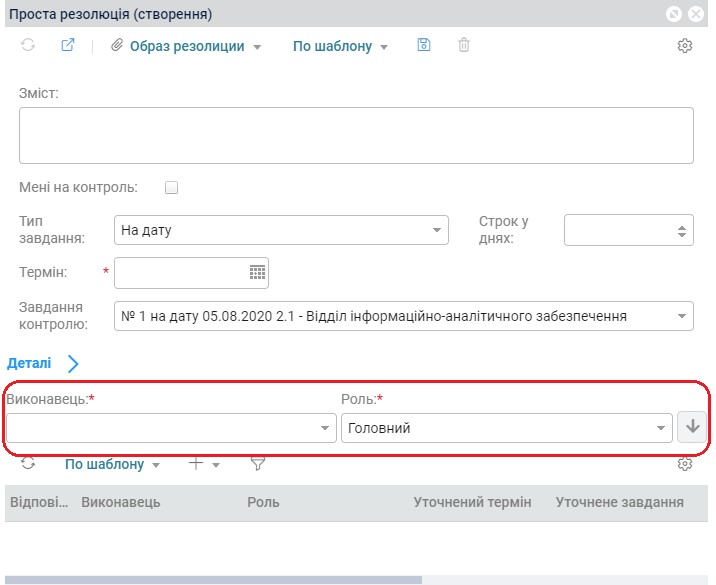 Проста резолюція (створення)
Образ резолиции По шаблону
Зміст:
Мені на контроль:
Тип завдання: На дату Строк у днях:
Термін: *
Завдання контролю: № 1 на дату 05.08.2020 2.1 - Відділ інформаційно-аналітичного забезпечення
Деталі
Виконавець:* Роль:*
Головний
По шаблону
Відпові... Виконавець Роль Уточнений термін Уточнене завдання